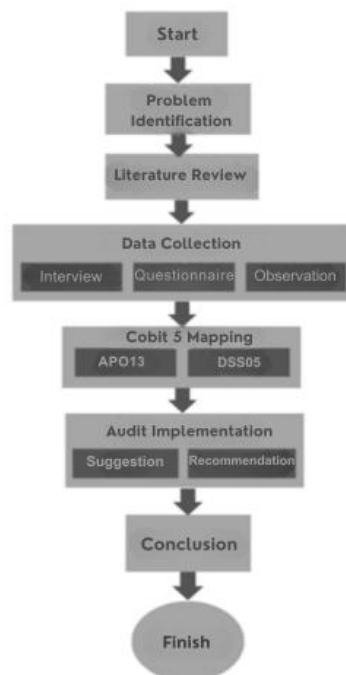 Start
Problem
Identification
Literature Review
Data Collection
Interview
Questionnaire
Observation
Cobit 5 Mapping
APO13
DSS05
Audit Implementation
Suggestion
Recommendation
Conclusion
Finish